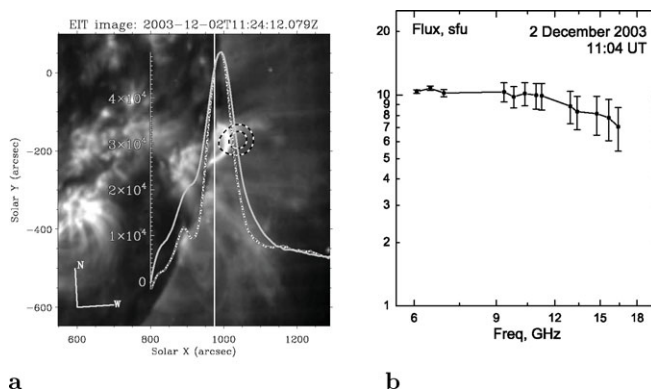 EIT image: 2003-12-02T11:24:12.079Z
Solar Y (arcsec)
0
-200
-400
-600
4×10⁴
3×10⁴
2×10⁴
1×10⁴
0
N
W
600
800
1000
1200
Solar X (arcsec)
a
Flux, sfu
2 December 2003
11:04 UT
20
10
9
8
7
6
5
4
3
2
1
6
9
12
15
18
Freq, GHz
b